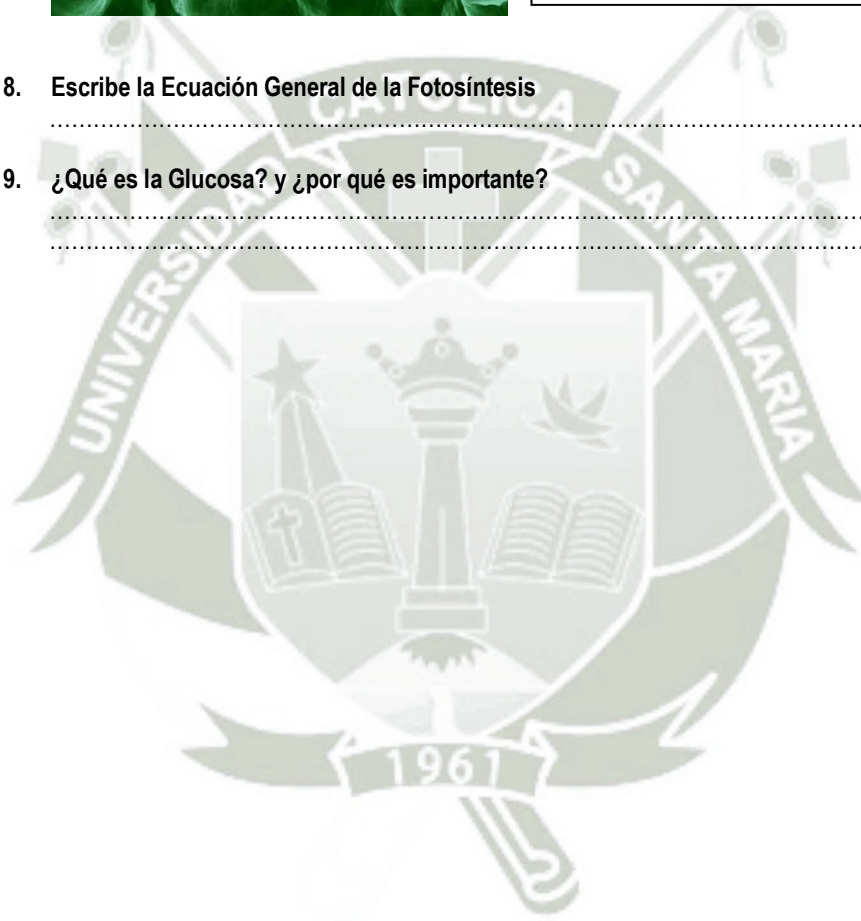 8. Escribe la Ecuación General de la Fotosíntesis
................................................................................................................
9. ¿Qué es la Glucosa? y ¿por qué es importante?
................................................................................................................
................................................................................................................
UNIVERSIDAD CATOLICA SANTA MARIA
1961